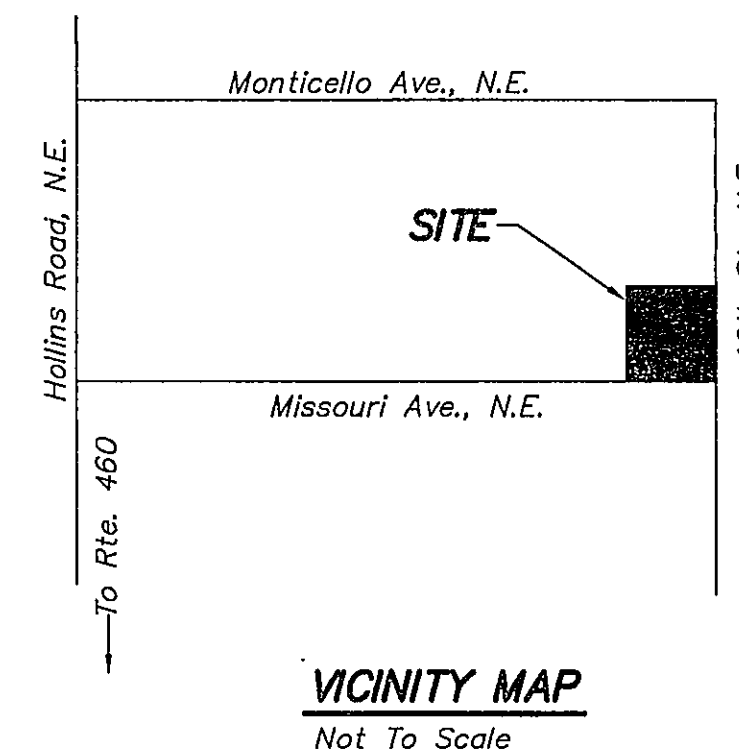 Monticello Ave., N.E.
Hollins Road, N.E.
SITE
Missouri Ave., N.E.
To Rte. 460
VICINITY MAP
Not To Scale